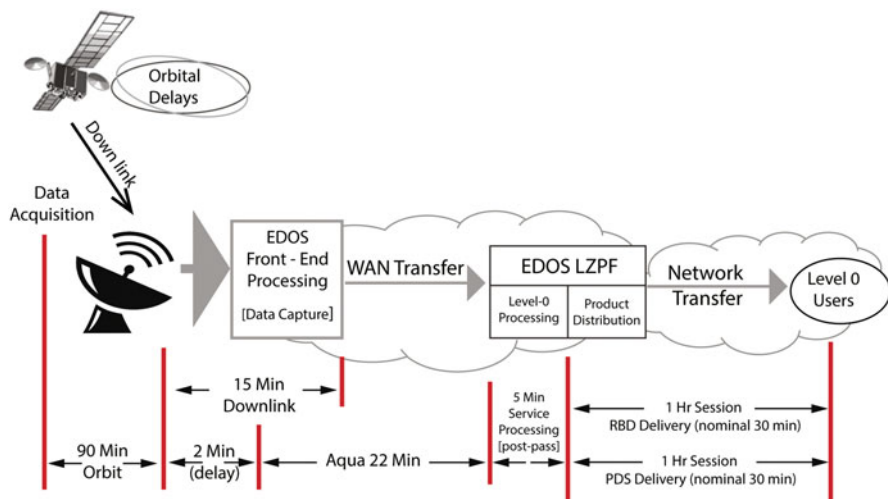 Orbital
Delays
Down link
Data
Acquisition
EDOS
Front - End
Processing
[Data Capture]
WAN Transfer
EDOS LZPF
Level-0
Processing
Product
Distribution
Network
Transfer
Level 0
Users
15 Min
Downlink
90 Min
Orbit
2 Min
(delay)
Aqua 22 Min
5 Min
Service
Processing
[post-pass]
1 Hr Session
RBD Delivery (nominal 30 min)
1 Hr Session
PDS Delivery (nominal 30 min)